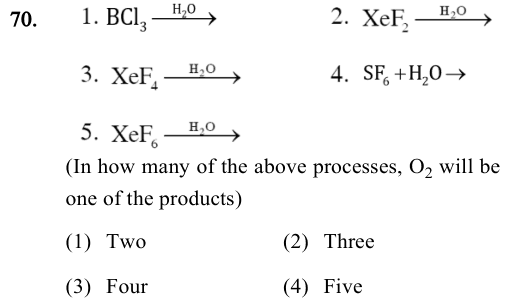 70. 1. BCl₃ —H₂O→ 2. XeF₂ —H₂O→
3. XeF₄ —H₂O→ 4. SF₆ +H₂O→
5. XeF₆ —H₂O→
(In how many of the above processes, O₂ will be
one of the products)
(1) Two (2) Three
(3) Four (4) Five